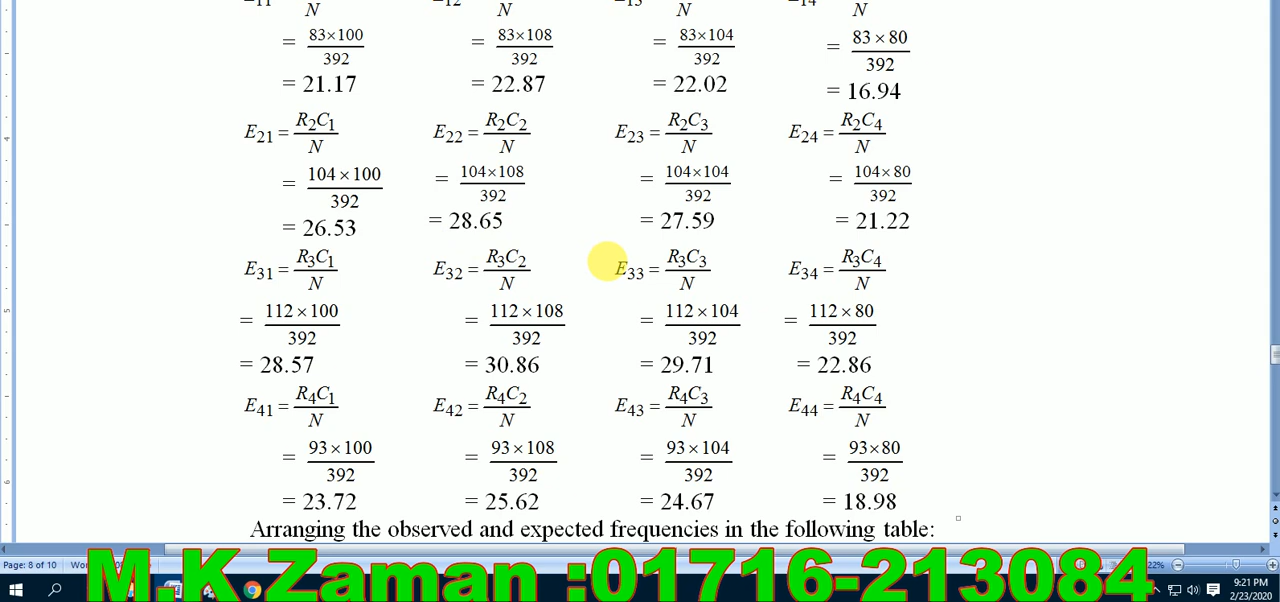 E11 N E12 N E13 N E14 N
= 83×100/392 = 83×108/392 = 83×104/392 = 83×80/392
= 21.17 = 22.87 = 22.02 = 16.94
E21 = R2C1/N E22 = R2C2/N E23 = R2C3/N E24 = R2C4/N
= 104×100/392 = 104×108/392 = 104×104/392 = 104×80/392
= 26.53 = 28.65 = 27.59 = 21.22
E31 = R3C1/N E32 = R3C2/N E33 = R3C3/N E34 = R3C4/N
= 112×100/392 = 112×108/392 = 112×104/392 = 112×80/392
= 28.57 = 30.86 = 29.71 = 22.86
E41 = R4C1/N E42 = R4C2/N E43 = R4C3/N E44 = R4C4/N
= 93×100/392 = 93×108/392 = 93×104/392 = 93×80/392
= 23.72 = 25.62 = 24.67 = 18.98
Arranging the observed and expected frequencies in the following table:
Page: 8 of 10
22%
M.K Zaman :01716-213084
9:21 PM
2/23/2020